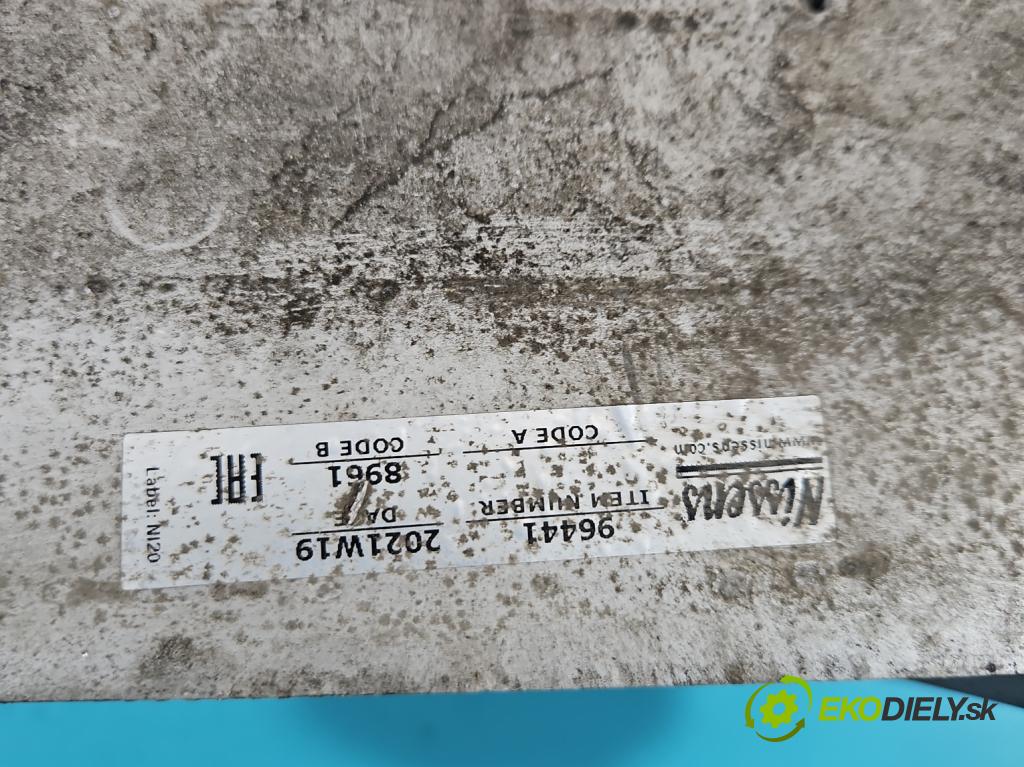 Nissens
www.nissens.com
96441
ITEM NUMBER
CODE A
2021W19
DATE
8961
CODE B
EAC
Label: NI20
EKODIELY.sk